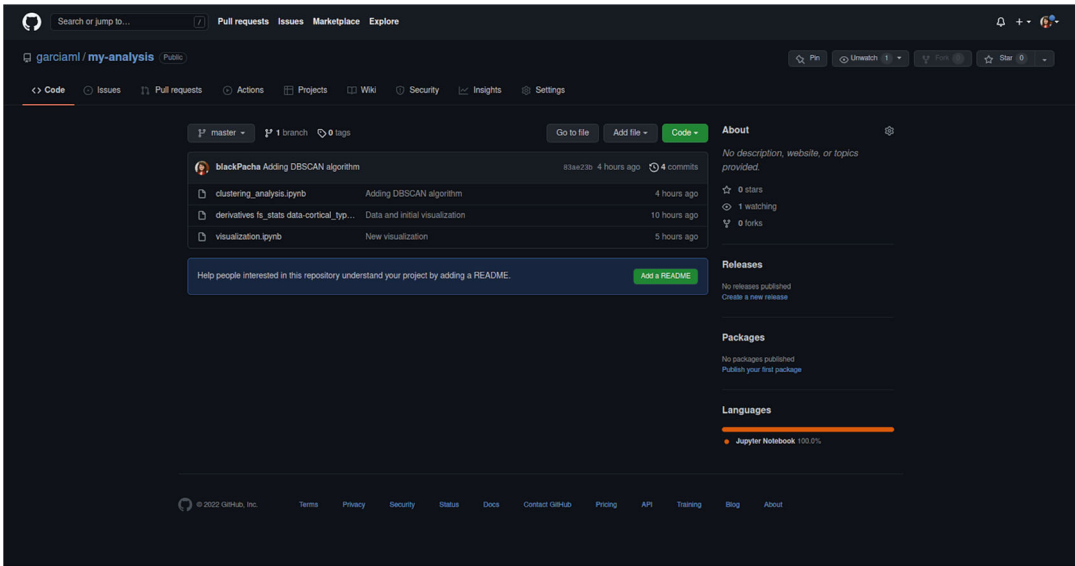 Search or jump to... / Pull requests Issues Marketplace Explore
garciaml / my-analysis Public Pin Unwatch 1 Fork 0 Star 0
Code Issues Pull requests Actions Projects Wiki Security Insights Settings
master 1 branch 0 tags Go to file Add file Code
blackPacha Adding DBSCAN algorithm 83ae23b 4 hours ago 4 commits
clustering_analysis.ipynb Adding DBSCAN algorithm 4 hours ago
derivatives fs_stats data-cortical_typ... Data and initial visualization 10 hours ago
visualization.ipynb New visualization 5 hours ago
Help people interested in this repository understand your project by adding a README. Add a README
About
No description, website, or topics
provided.
0 stars
1 watching
0 forks
Releases
No releases published
Create a new release
Packages
No packages published
Publish your first package
Languages
Jupyter Notebook 100.0%
© 2022 GitHub, Inc. Terms Privacy Security Status Docs Contact GitHub Pricing API Training Blog About